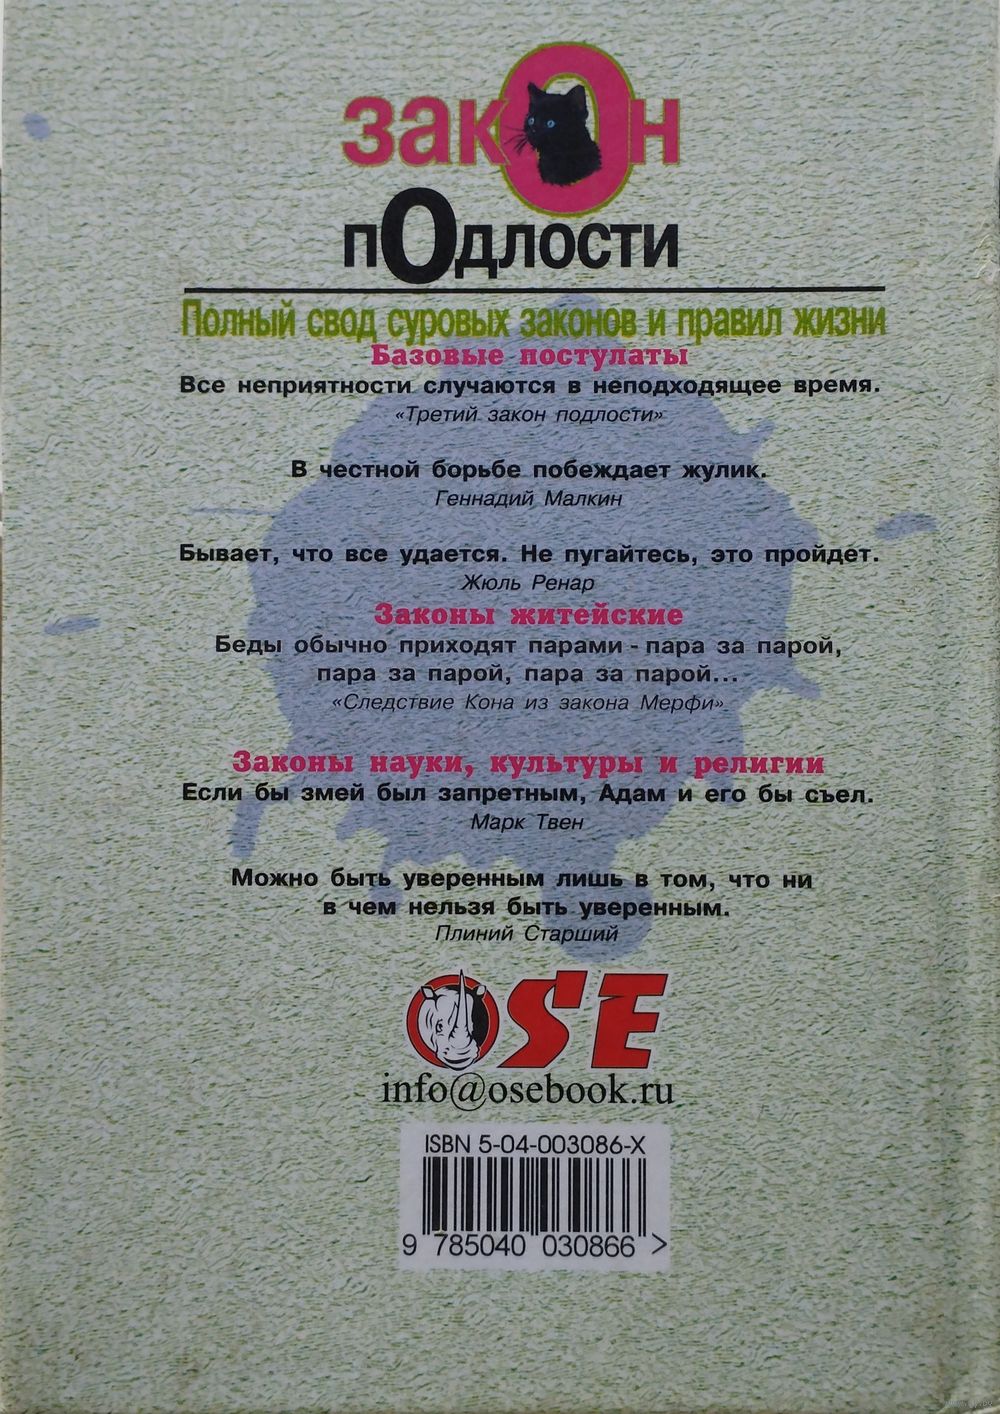 закОн
пОдлости
Полный свод суровых законов и правил жизни
Базовые постулаты
Все неприятности случаются в неподходящее время.
«Третий закон подлости»
В честной борьбе побеждает жулик.
Геннадий Малкин
Бывает, что все удается. Не пугайтесь, это пройдет.
Жюль Ренар
Законы житейские
Беды обычно приходят парами - пара за парой,
пара за парой, пара за парой...
«Следствие Кона из закона Мерфи»
Законы науки, культуры и религии
Если бы змей был запретным, Адам и его бы съел.
Марк Твен
Можно быть уверенным лишь в том, что ни
в чем нельзя быть уверенным.
Плиний Старший
OSE
info@osebook.ru
ISBN 5-04-003086-X
9 785040 030866 >